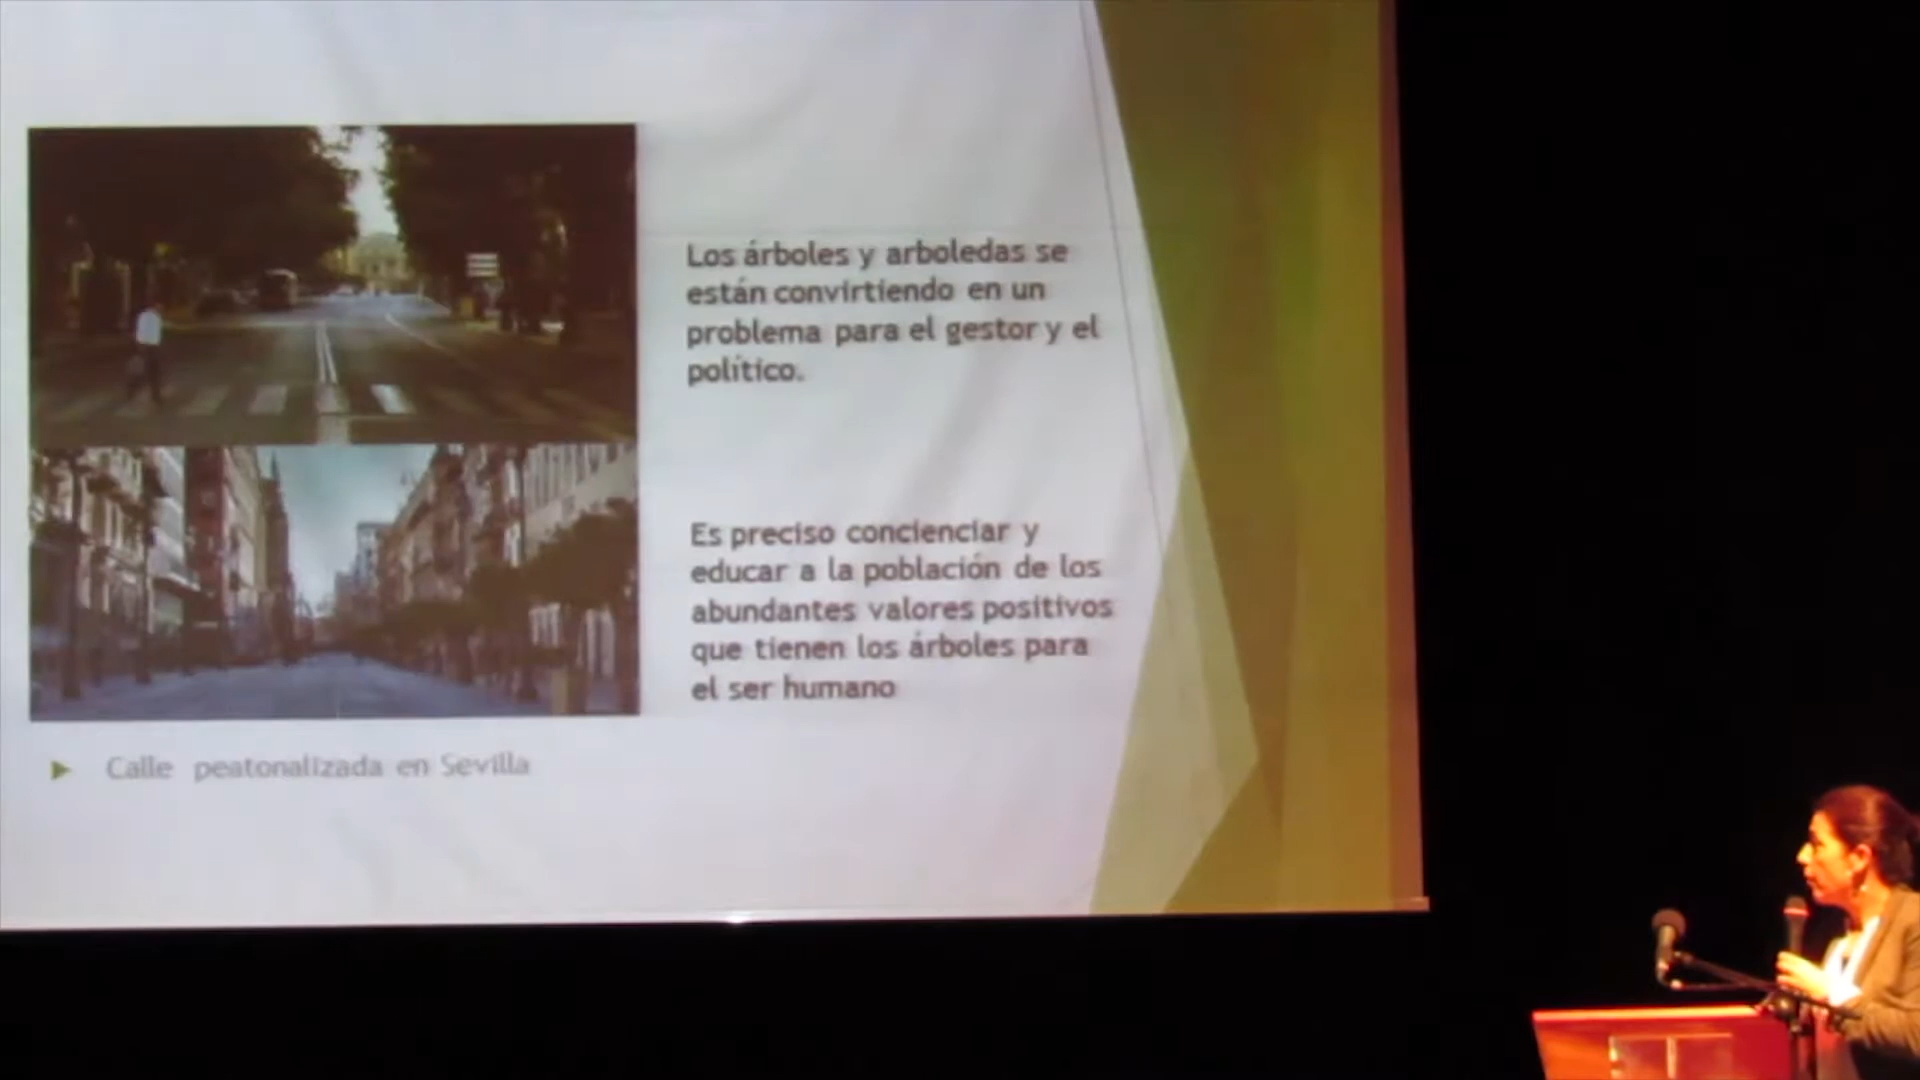 Los árboles y arboledas se
están convirtiendo en un
problema para el gestor y el
político.
Es preciso concienciar y
educar a la población de los
abundantes valores positivos
que tienen los árboles para
el ser humano
Calle peatonalizada en Sevilla